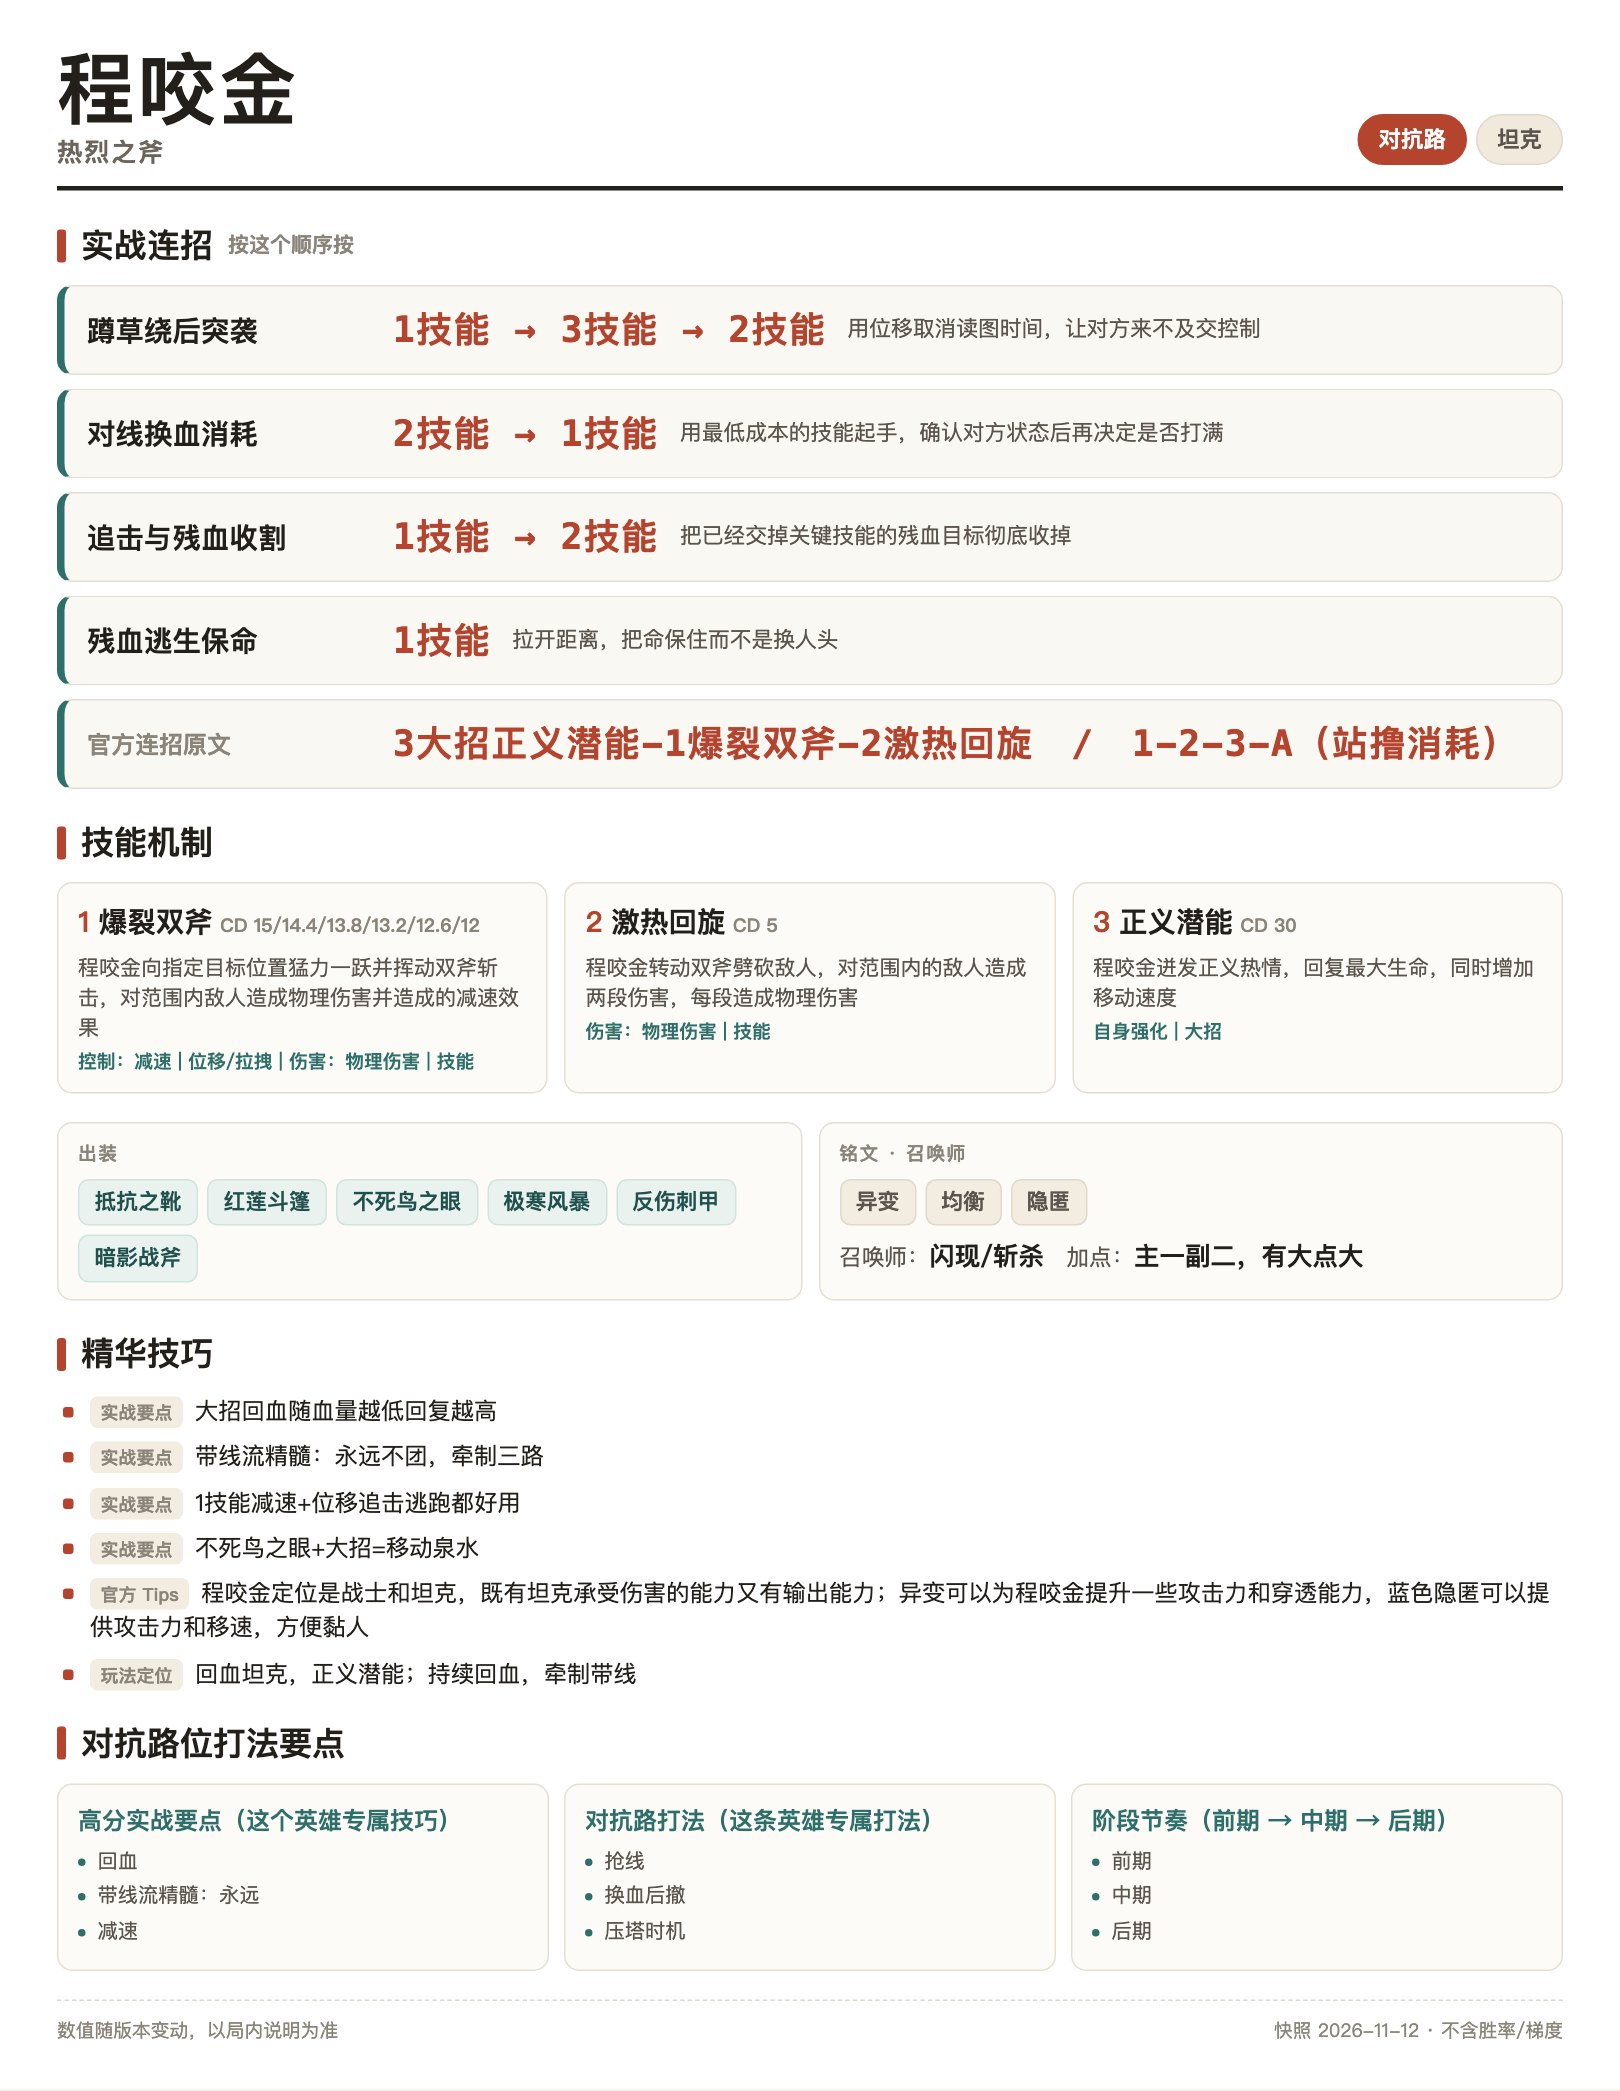 程咬金
热烈之斧
对抗路 坦克
实战连招 按这个顺序按
蹲草绕后突袭 1技能 → 3技能 → 2技能 用位移取消读图时间，让对方来不及交控制
对线换血消耗 2技能 → 1技能 用最低成本的技能起手，确认对方状态后再决定是否打满
追击与残血收割 1技能 → 2技能 把已经交掉关键技能的残血目标彻底收掉
残血逃生保命 1技能 拉开距离，把命保住而不是换人头
官方连招原文 3大招正义潜能–1爆裂双斧–2激热回旋 / 1–2–3–A（站撸消耗）
技能机制
1 爆裂双斧 CD 15/14.4/13.8/13.2/12.6/12
程咬金向指定目标位置猛力一跃并挥动双斧斩
击，对范围内敌人造成物理伤害并造成的减速效
果
控制：减速 | 位移/拉拽 | 伤害：物理伤害 | 技能
2 激热回旋 CD 5
程咬金转动双斧劈砍敌人，对范围内的敌人造成
两段伤害，每段造成物理伤害
伤害：物理伤害 | 技能
3 正义潜能 CD 30
程咬金迸发正义热情，回复最大生命，同时增加
移动速度
自身强化 | 大招
出装
抵抗之靴 红莲斗篷 不死鸟之眼 极寒风暴 反伤刺甲
暗影战斧
铭文 · 召唤师
异变 均衡 隐匿
召唤师：闪现/斩杀 加点：主一副二，有大点大
精华技巧
实战要点 大招回血随血量越低回复越高
实战要点 带线流精髓：永远不团，牵制三路
实战要点 1技能减速+位移追击逃跑都好用
实战要点 不死鸟之眼+大招=移动泉水
官方 Tips 程咬金定位是战士和坦克，既有坦克承受伤害的能力又有输出能力；异变可以为程咬金提升一些攻击力和穿透能力，蓝色隐匿可以提
供攻击力和移速，方便黏人
玩法定位 回血坦克，正义潜能；持续回血，牵制带线
对抗路位打法要点
高分实战要点（这个英雄专属技巧）
回血
带线流精髓：永远
减速
对抗路打法（这条英雄专属打法）
抢线
换血后撤
压塔时机
阶段节奏（前期 → 中期 → 后期）
前期
中期
后期
数值随版本变动，以局内说明为准
快照 2026–11–12 · 不含胜率/梯度